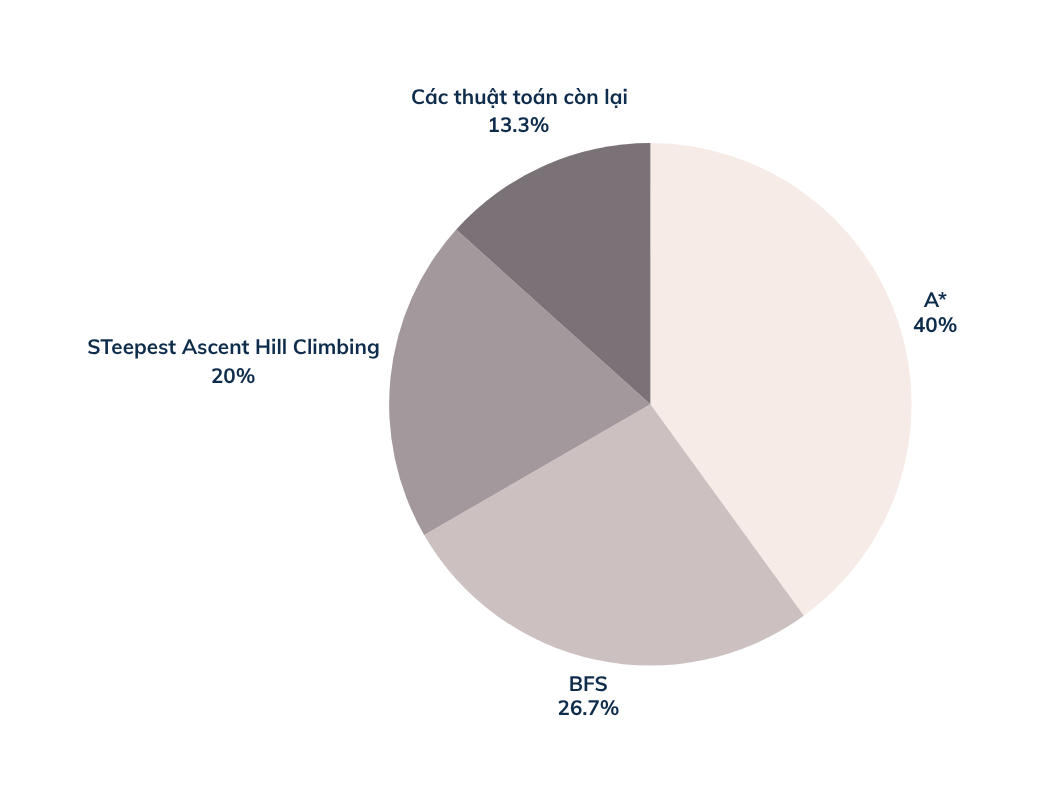 Các thuật toán còn lại
13.3%
A*
40%
STeepest Ascent Hill Climbing
20%
BFS
26.7%